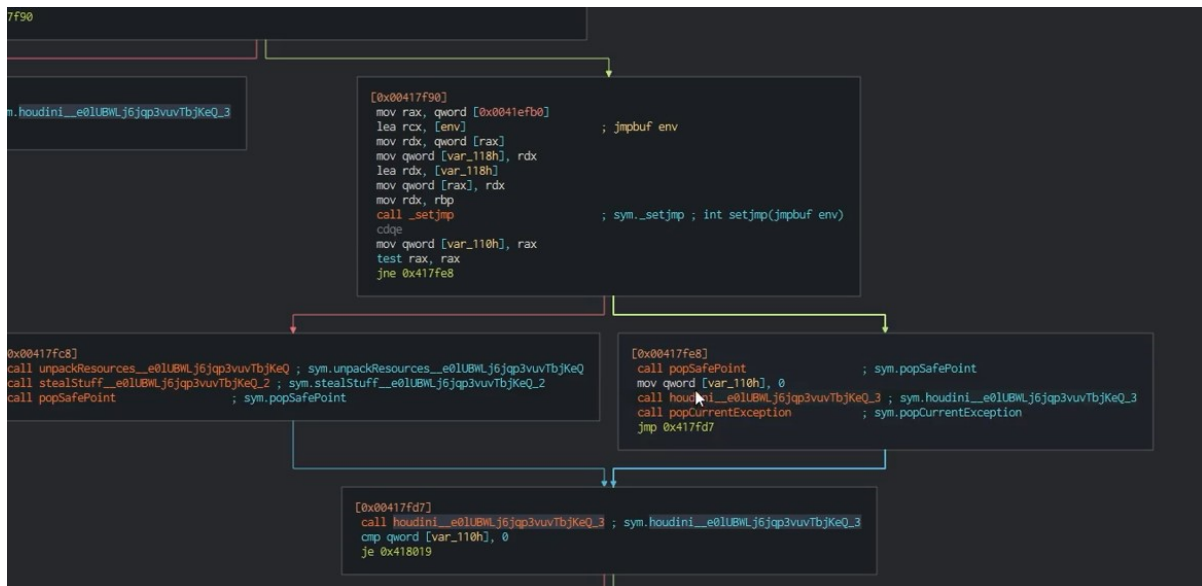 7f90
m.houdini__e0lUBWLj6jqp3vuvTbjKeQ_3
[0x00417f90]
mov rax, qword [0x0041efb0]
lea rcx, [env] ; jmpbuf env
mov rdx, qword [rax]
mov qword [var_118h], rdx
lea rdx, [var_118h]
mov qword [rax], rdx
mov rdx, rbp
call _setjmp ; sym._setjmp ; int setjmp(jmpbuf env)
cdqe
mov qword [var_110h], rax
test rax, rax
jne 0x417fe8
0x00417fc8]
call unpackResources__e0lUBWLj6jqp3vuvTbjKeQ ; sym.unpackResources__e0lUBWLj6jqp3vuvTbjKeQ
call stealStuff__e0lUBWLj6jqp3vuvTbjKeQ_2 ; sym.stealStuff__e0lUBWLj6jqp3vuvTbjKeQ_2
call popSafePoint ; sym.popSafePoint
[0x00417fe8]
call popSafePoint ; sym.popSafePoint
mov qword [var_110h], 0
call houdini__e0lUBWLj6jqp3vuvTbjKeQ_3 ; sym.houdini__e0lUBWLj6jqp3vuvTbjKeQ_3
call popCurrentException ; sym.popCurrentException
jmp 0x417fd7
[0x00417fd7]
call houdini__e0lUBWLj6jqp3vuvTbjKeQ_3 ; sym.houdini__e0lUBWLj6jqp3vuvTbjKeQ_3
cmp qword [var_110h], 0
je 0x418019